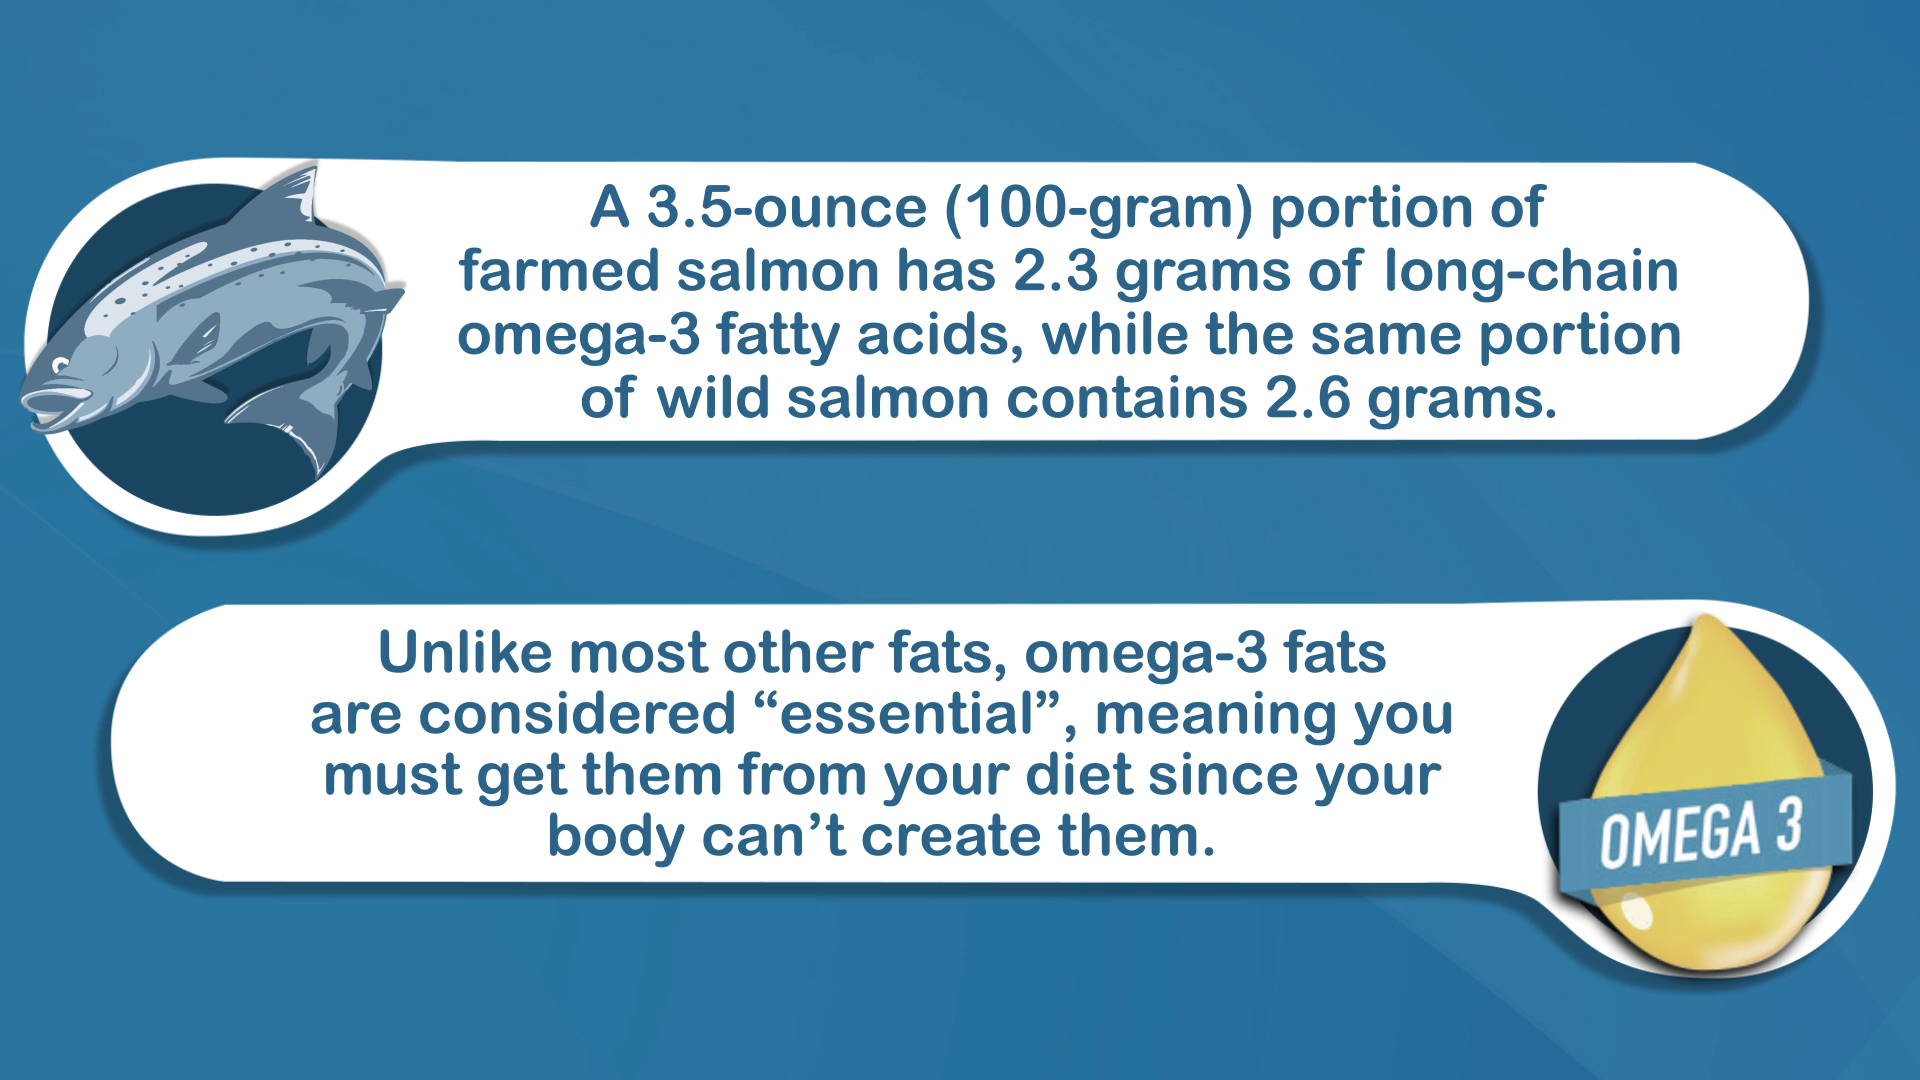 A 3.5-ounce (100-gram) portion of
farmed salmon has 2.3 grams of long-chain
omega-3 fatty acids, while the same portion
of wild salmon contains 2.6 grams.
Unlike most other fats, omega-3 fats
are considered “essential”, meaning you
must get them from your diet since your
body can’t create them.
OMEGA 3